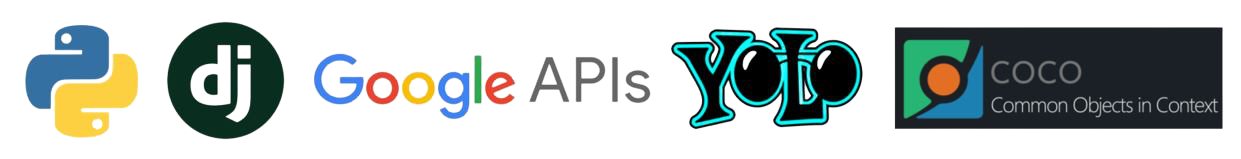 dj
Google APIs
YOLO
COCO
Common Objects in Context